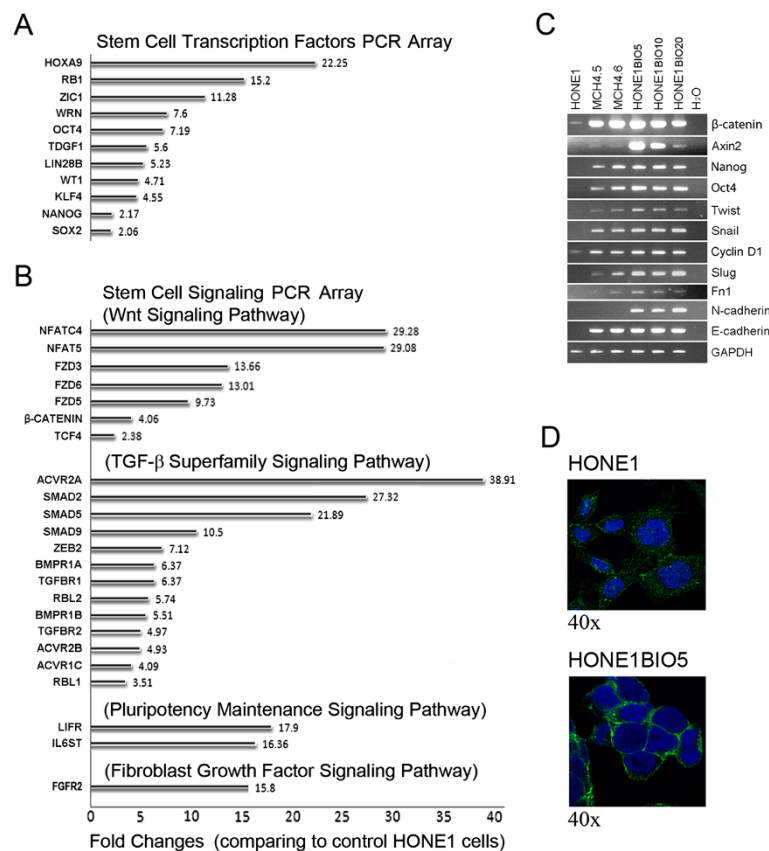 A
Stem Cell Transcription Factors PCR Array
HOXA9 22.25
RB1 15.2
ZIC1 11.28
WRN 7.6
OCT4 7.19
TDGF1 5.6
LIN28B 5.23
WT1 4.71
KLF4 4.55
NANOG 2.17
SOX2 2.06
B
Stem Cell Signaling PCR Array
(Wnt Signaling Pathway)
NFATC4 29.28
NFAT5 29.08
FZD3 13.66
FZD6 13.01
FZD5 9.73
β-CATENIN 4.06
TCF4 2.38
(TGF-β Superfamily Signaling Pathway)
ACVR2A 38.91
SMAD2 27.32
SMAD5 21.89
SMAD9 10.5
ZEB2 7.12
BMPR1A 6.37
TGFBR1 6.37
RBL2 5.74
BMPR1B 5.51
TGFBR2 4.97
ACVR2B 4.93
ACVR1C 4.09
RBL1 3.51
(Pluripotency Maintenance Signaling Pathway)
LIFR 17.9
IL6ST 16.36
(Fibroblast Growth Factor Signaling Pathway)
FGFR2 15.8
0 5 10 15 20 25 30 35 40
Fold Changes (comparing to control HONE1 cells)
C
HONE1 MCH4.5 MCH4.6 HONE1BIO5 HONE1BIO10 HONE1BIO20 H2O
β-catenin
Axin2
Nanog
Oct4
Twist
Snail
Cyclin D1
Slug
Fn1
N-cadherin
E-cadherin
GAPDH
D
HONE1
40x
HONE1BIO5
40x